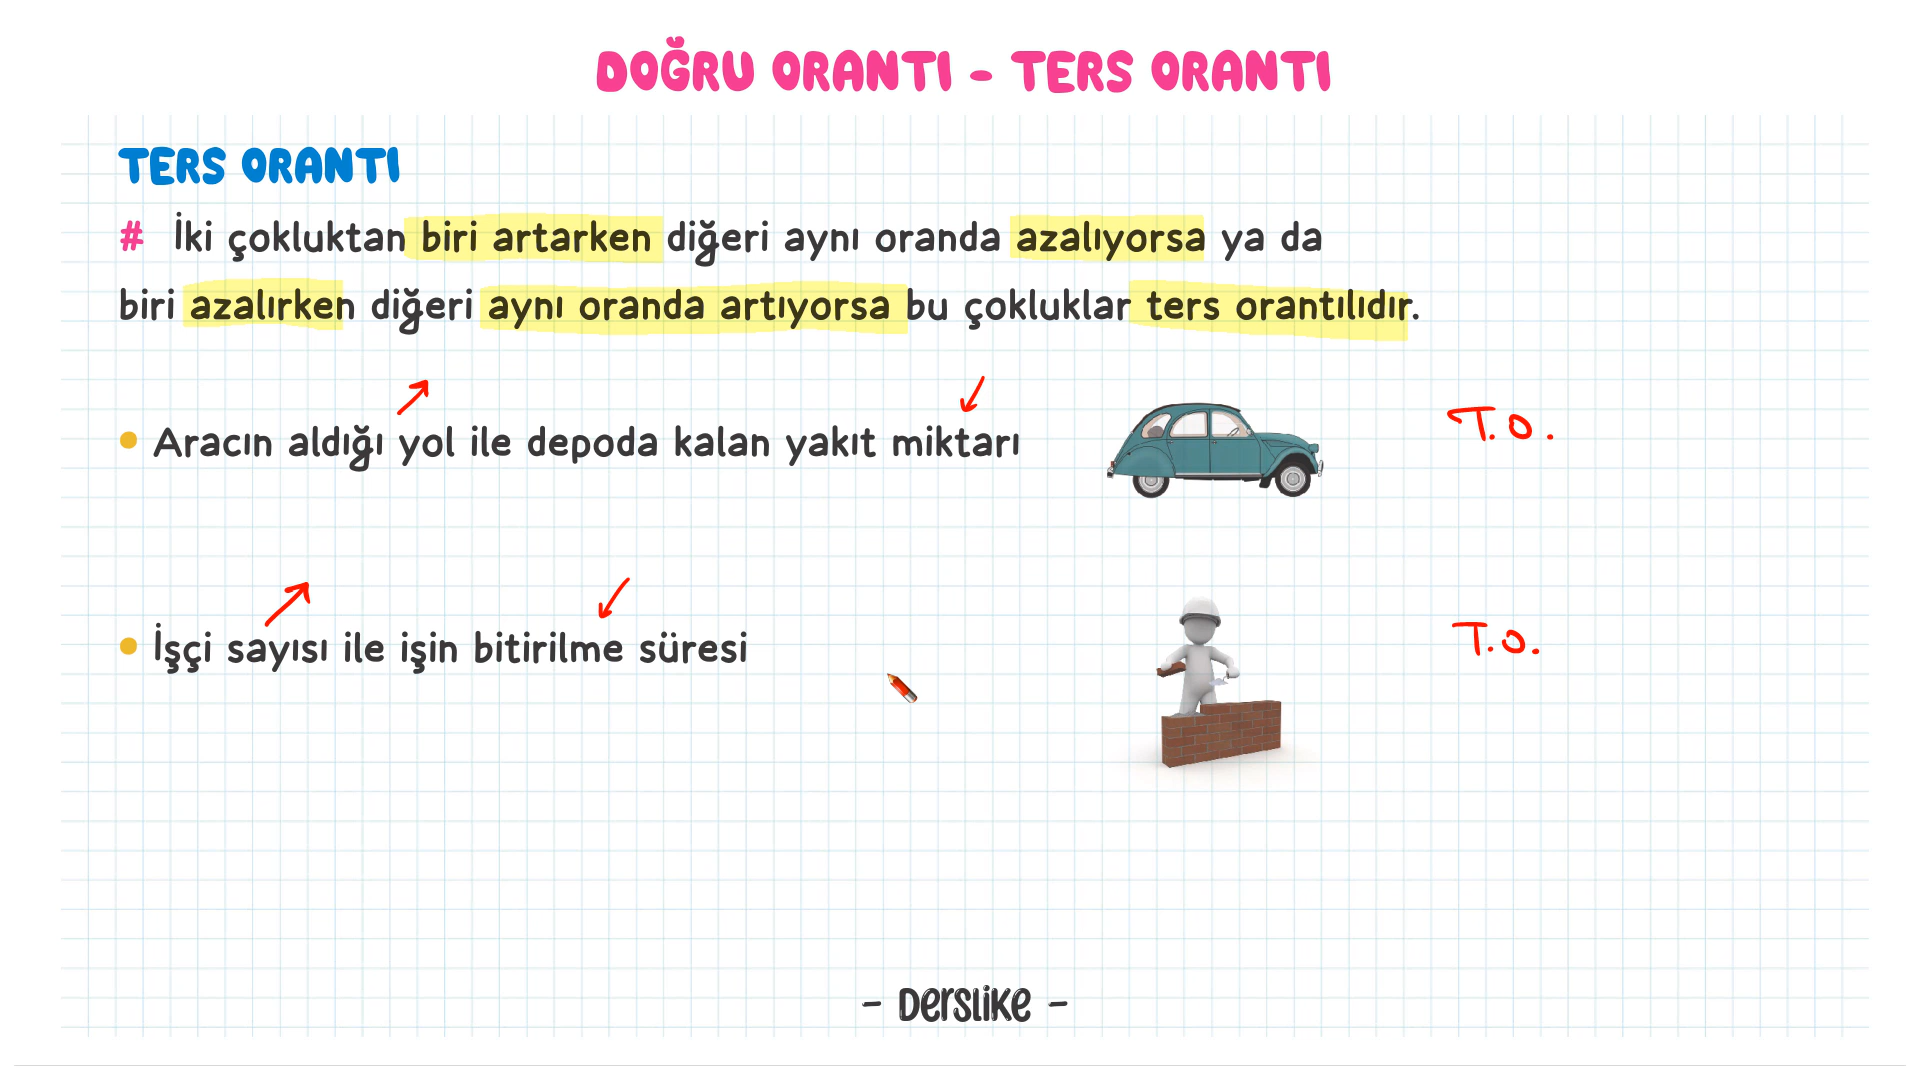 DOĞRU ORANTI - TERS ORANTI
TERS ORANTI
# İki çokluktan biri artarken diğeri aynı oranda azalıyorsa ya da
biri azalırken diğeri aynı oranda artıyorsa bu çokluklar ters orantılıdır.
• Aracın aldığı yol ile depoda kalan yakıt miktarı
T.O.
• İşçi sayısı ile işin bitirilme süresi
T.O.
- Derslike -